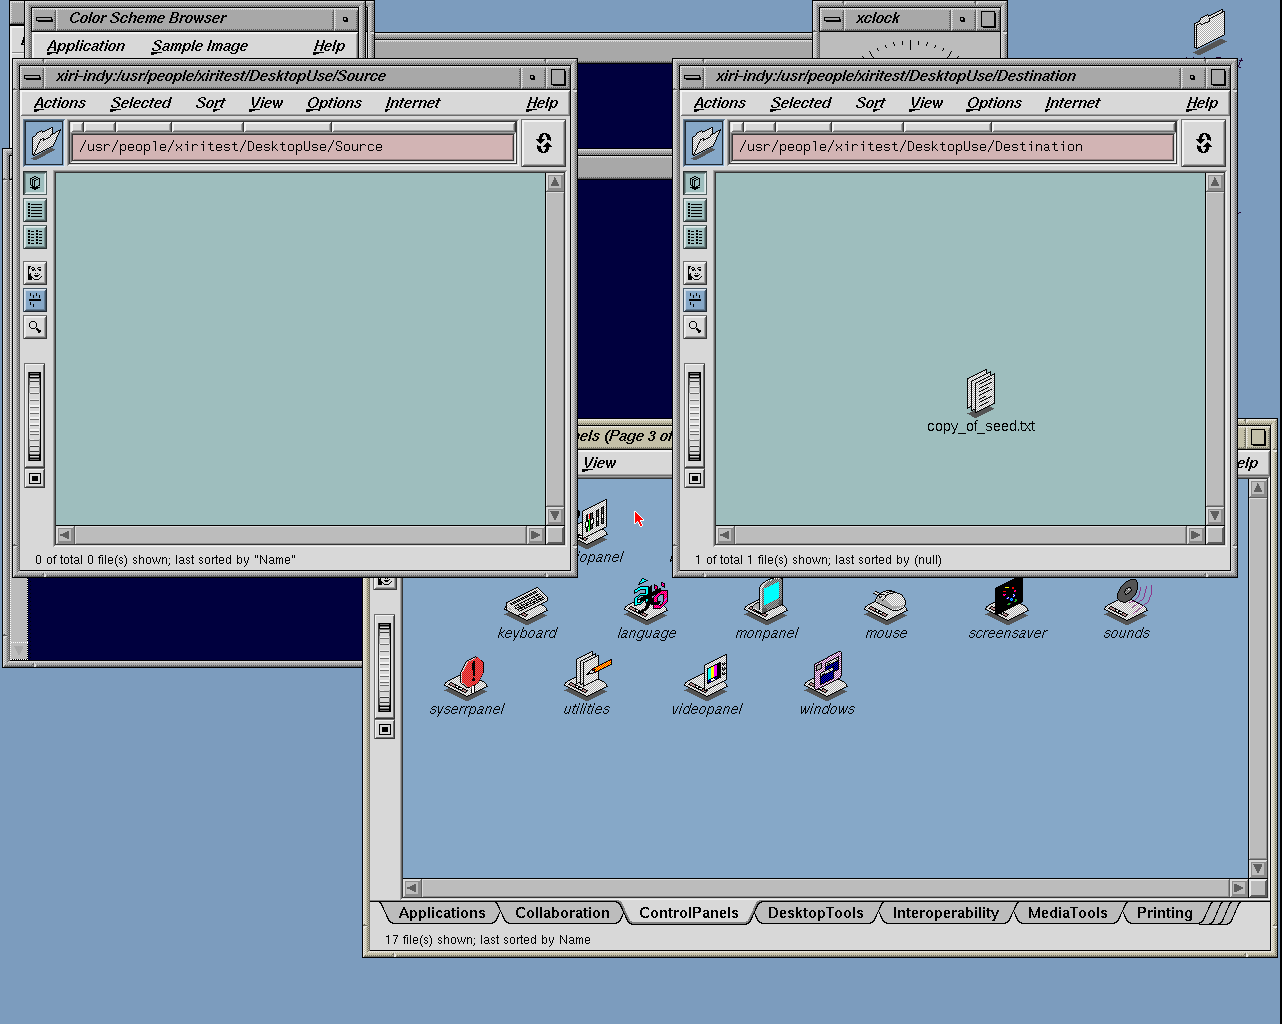 Color Scheme Browser
Application Sample Image Help
xclock
xiri-indy:/usr/people/xiritest/DesktopUse/Source
Actions Selected Sort View Options Internet Help
/usr/people/xiritest/DesktopUse/Source
0 of total 0 file(s) shown; last sorted by "Name"
xiri-indy:/usr/people/xiritest/DesktopUse/Destination
Actions Selected Sort View Options Internet Help
/usr/people/xiritest/DesktopUse/Destination
copy_of_seed.txt
1 of total 1 file(s) shown; last sorted by (null)
(Page 3 of
View
keyboard language monpanel mouse screensaver sounds
syserrpanel utilities videopanel windows
Applications Collaboration ControlPanels DesktopTools Interoperability MediaTools Printing
17 file(s) shown; last sorted by Name